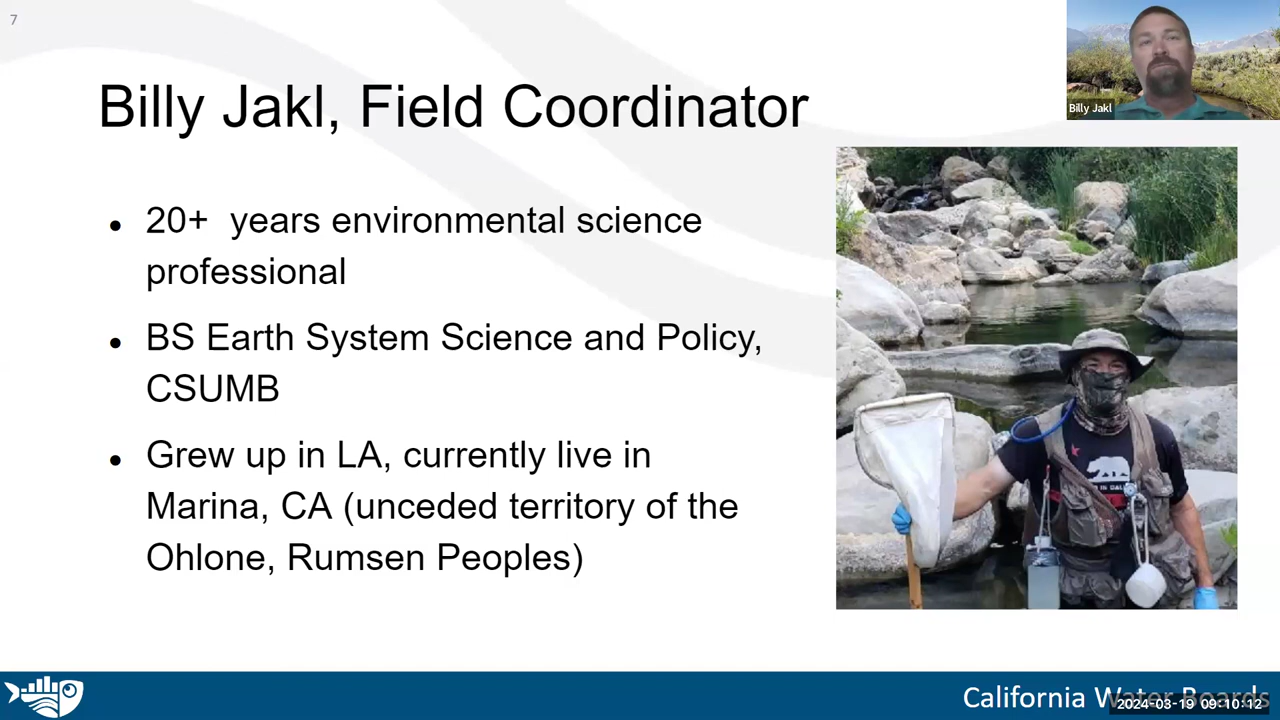 7
Billy Jakl
Billy Jakl, Field Coordinator
• 20+ years environmental science
professional
• BS Earth System Science and Policy,
CSUMB
• Grew up in LA, currently live in
Marina, CA (unceded territory of the
Ohlone, Rumsen Peoples)
California Water Boards
2024-03-19 09:10:12